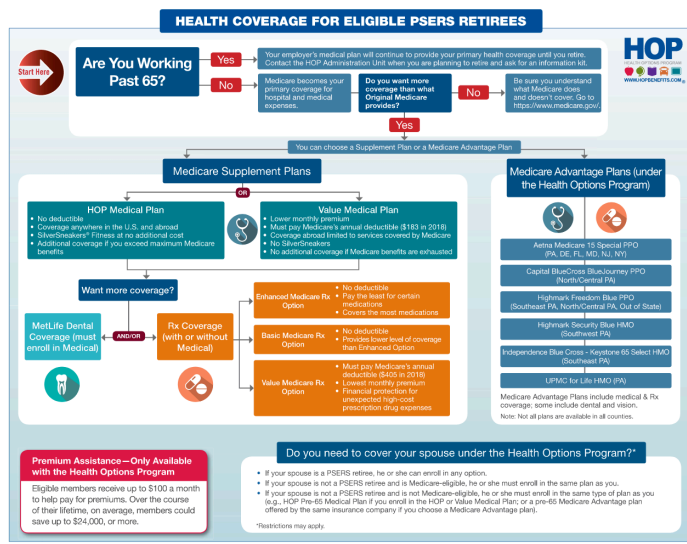 HEALTH COVERAGE FOR ELIGIBLE PSERS RETIREES
HOP
HEALTH OPTIONS PROGRAM
WWW.HOPBENEFITS.COM
Start Here
Are You Working
Past 65?
Yes
Your employer's medical plan will continue to provide your primary health coverage until you retire.
Contact the HOP Administration Unit when you are planning to retire and ask for an information kit.
No
Medicare becomes your
primary coverage for
hospital and medical
expenses.
Do you want more
coverage than what
Original Medicare
provides?
No
Be sure you understand
what Medicare does
and doesn't cover. Go to
https://www.medicare.gov/.
Yes
You can choose a Supplement Plan or a Medicare Advantage Plan
Medicare Supplement Plans
OR
HOP Medical Plan
• No deductible
• Coverage anywhere in the U.S. and abroad
• SilverSneakers® Fitness at no additional cost
• Additional coverage if you exceed maximum Medicare
benefits
Value Medical Plan
• Lower monthly premium
• Must pay Medicare's annual deductible ($183 in 2018)
• Coverage abroad limited to services covered by Medicare
• No SilverSneakers
• No additional coverage if Medicare benefits are exhausted
Want more coverage?
MetLife Dental
Coverage (must
enroll in Medical)
AND/OR
Rx Coverage
(with or without
Medical)
Enhanced Medicare Rx
Option
• No deductible
• Pay the least for certain
medications
• Covers the most medications
Basic Medicare Rx
Option
• No deductible
• Provides lower level of coverage
than Enhanced Option
Value Medicare Rx
Option
• Must pay Medicare's annual
deductible ($405 in 2018)
• Lowest monthly premium
• Financial protection for
unexpected high-cost
prescription drug expenses
Medicare Advantage Plans (under
the Health Options Program)
Aetna Medicare 15 Special PPO
(PA, DE, FL, MD, NJ, NY)
Capital BlueCross BlueJourney PPO
(North/Central PA)
Highmark Freedom Blue PPO
(Southeast PA, North/Central PA, Out of State)
Highmark Security Blue HMO
(Southwest PA)
Independence Blue Cross - Keystone 65 Select HMO
(Southeast PA)
UPMC for Life HMO (PA)
Medicare Advantage Plans include medical & Rx
coverage; some include dental and vision.
Note: Not all plans are available in all counties.
Premium Assistance—Only Available
with the Health Options Program
Eligible members receive up to $100 a month
to help pay for premiums. Over the course
of their lifetime, on average, members could
save up to $24,000, or more.
Do you need to cover your spouse under the Health Options Program?*
• If your spouse is a PSERS retiree, he or she can enroll in any option.
• If your spouse is not a PSERS retiree and is Medicare-eligible, he or she must enroll in the same plan as you.
• If your spouse is not a PSERS retiree and is not Medicare-eligible, he or she must enroll in the same type of plan as you
(e.g., HOP Pre-65 Medical Plan if you enroll in the HOP or Value Medical Plan; or a pre-65 Medicare Advantage plan
offered by the same insurance company if you choose a Medicare Advantage plan).
*Restrictions may apply.